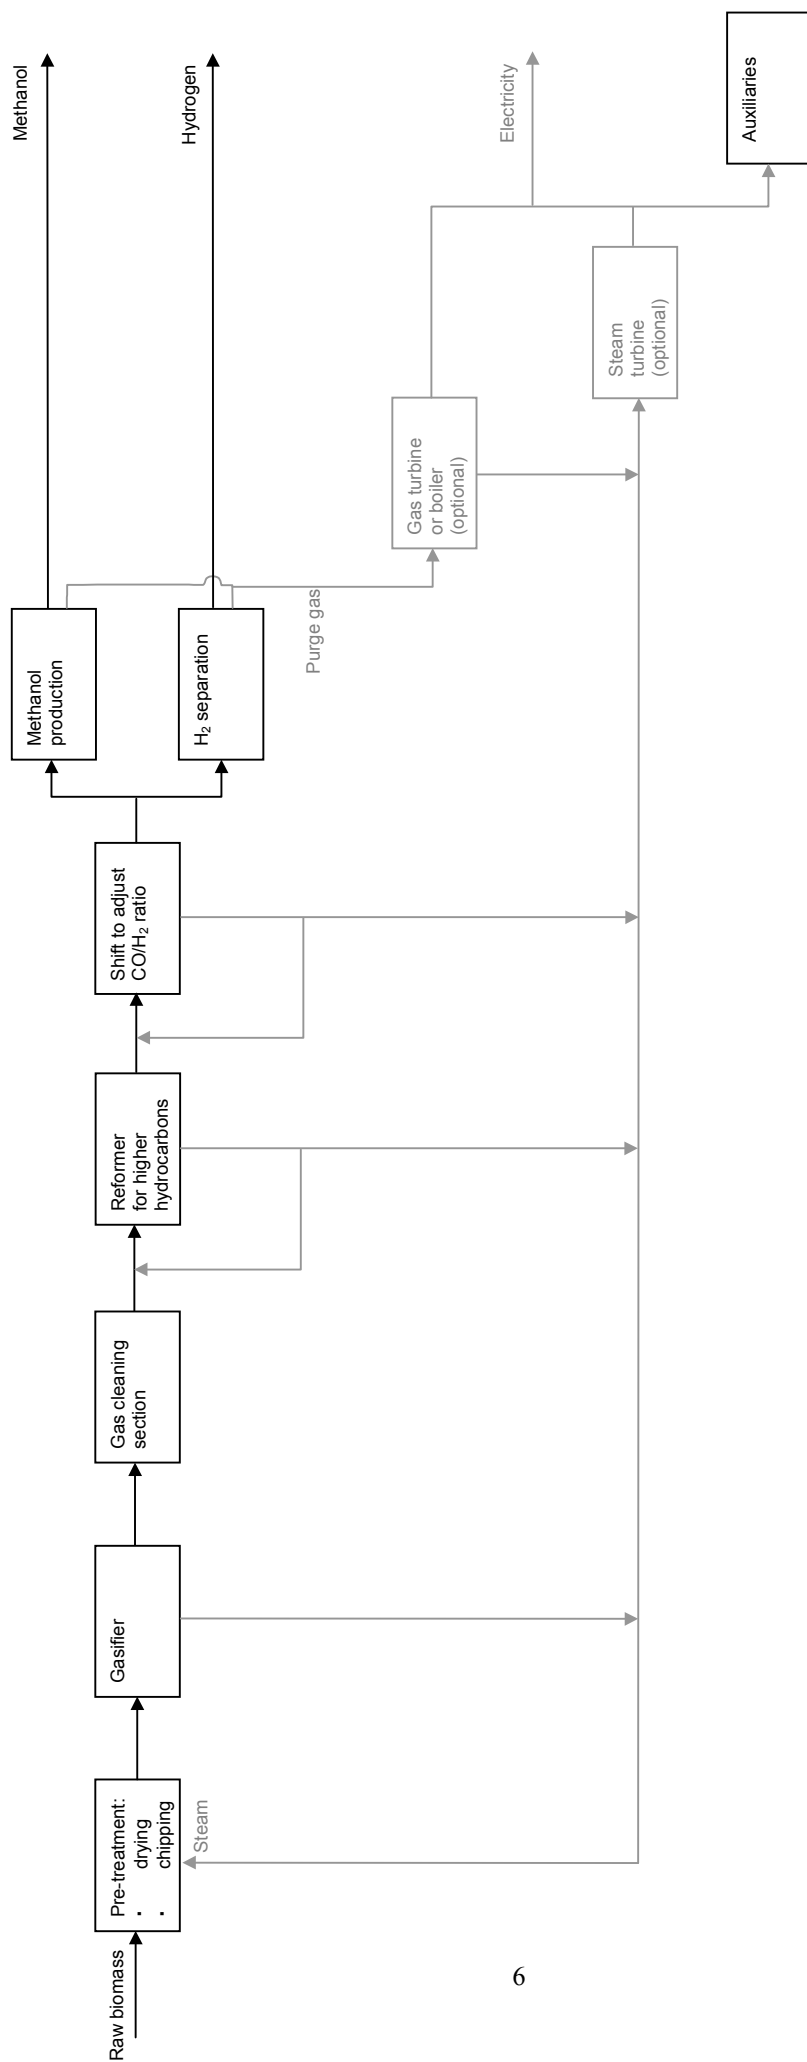 Raw biomass
Pre-treatment:
▪ drying
▪ chipping
Steam
Gasifier
Gas cleaning
section
Reformer
for higher
hydrocarbons
Shift to adjust
CO/H₂ ratio
Methanol
production
H₂ separation
Purge gas
Gas turbine
or boiler
(optional)
Steam
turbine
(optional)
Methanol
Hydrogen
Electricity
Auxiliaries
6